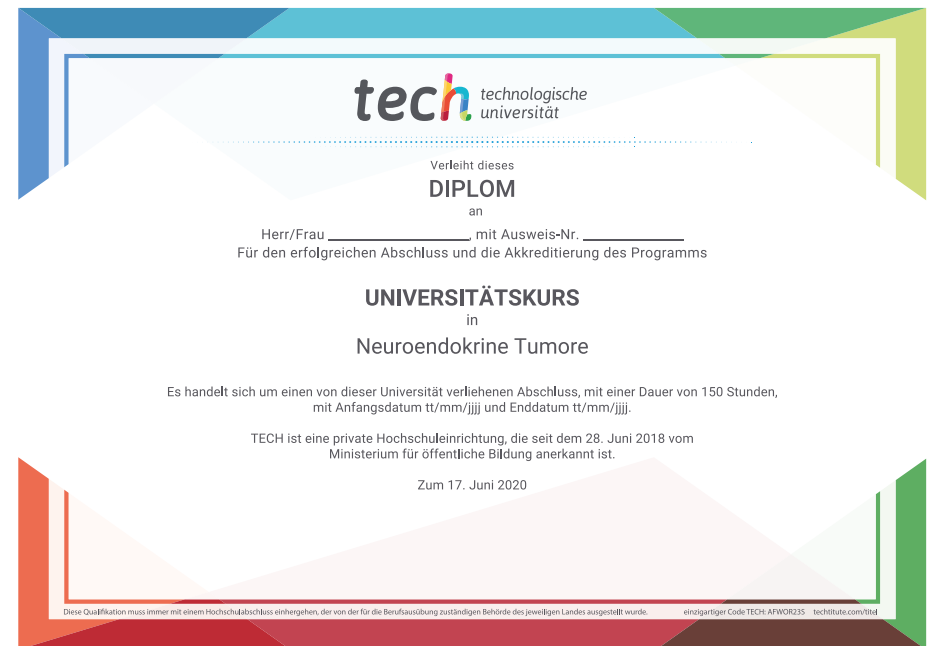 tech technologische
universität
Verleiht dieses
DIPLOM
an
Herr/Frau ____________________, mit Ausweis-Nr. ______________
Für den erfolgreichen Abschluss und die Akkreditierung des Programms
UNIVERSITÄTSKURS
in
Neuroendokrine Tumore
Es handelt sich um einen von dieser Universität verliehenen Abschluss, mit einer Dauer von 150 Stunden,
mit Anfangsdatum tt/mm/jjjj und Enddatum tt/mm/jjjj.
TECH ist eine private Hochschuleinrichtung, die seit dem 28. Juni 2018 vom
Ministerium für öffentliche Bildung anerkannt ist.
Zum 17. Juni 2020
Diese Qualifikation muss immer mit einem Hochschulabschluss einhergehen, der von der für die Berufsausübung zuständigen Behörde des jeweiligen Landes ausgestellt wurde. einzigartiger Code TECH: AFWOR235 techtitute.com/titel